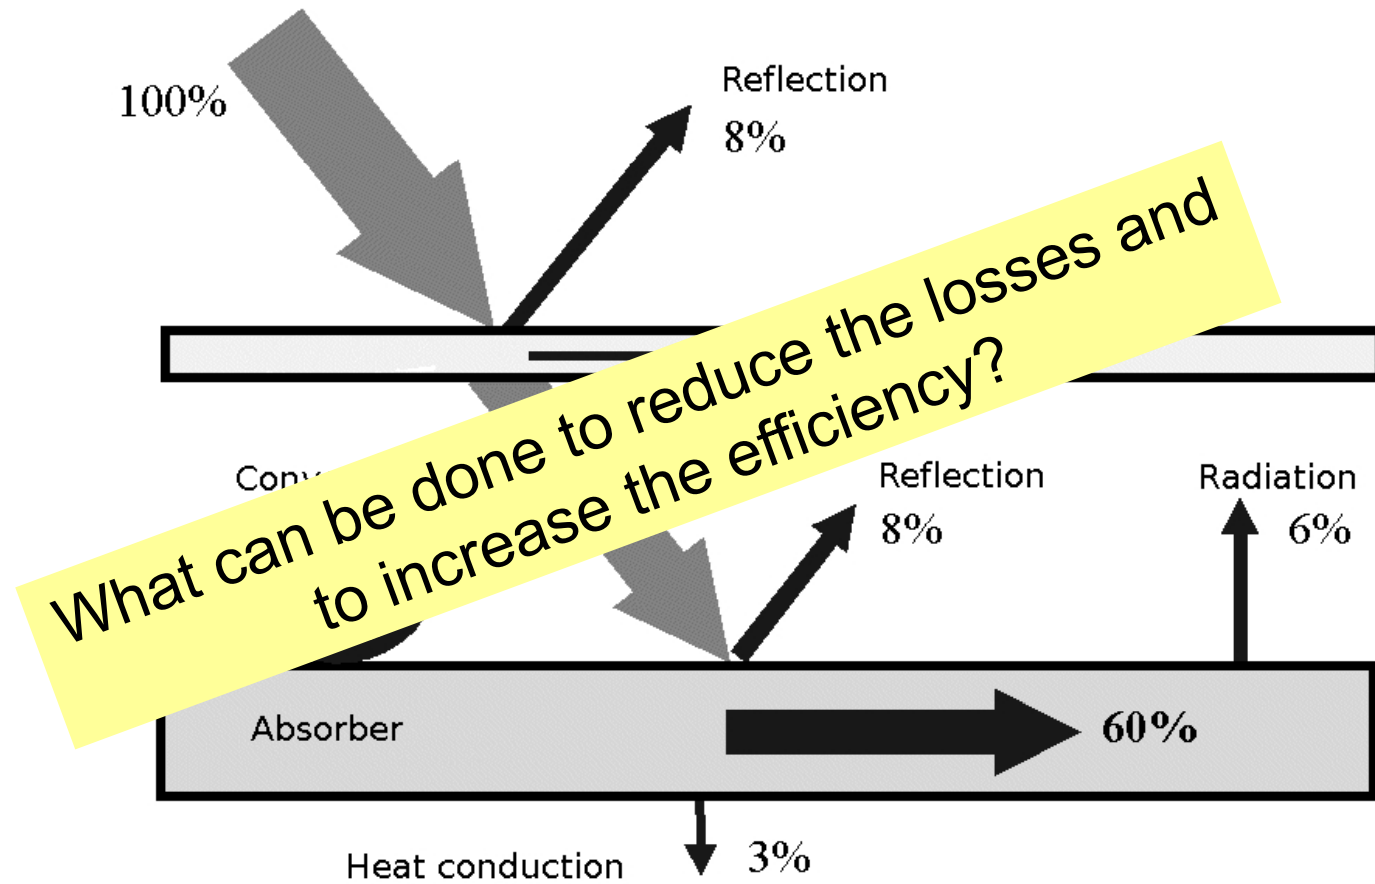 Reflection
100%
8%
What can be done to reduce the losses and
to increase the efficiency?
Reflection
Radiation
8%
6%
Absorber
60%
Heat conduction
3%